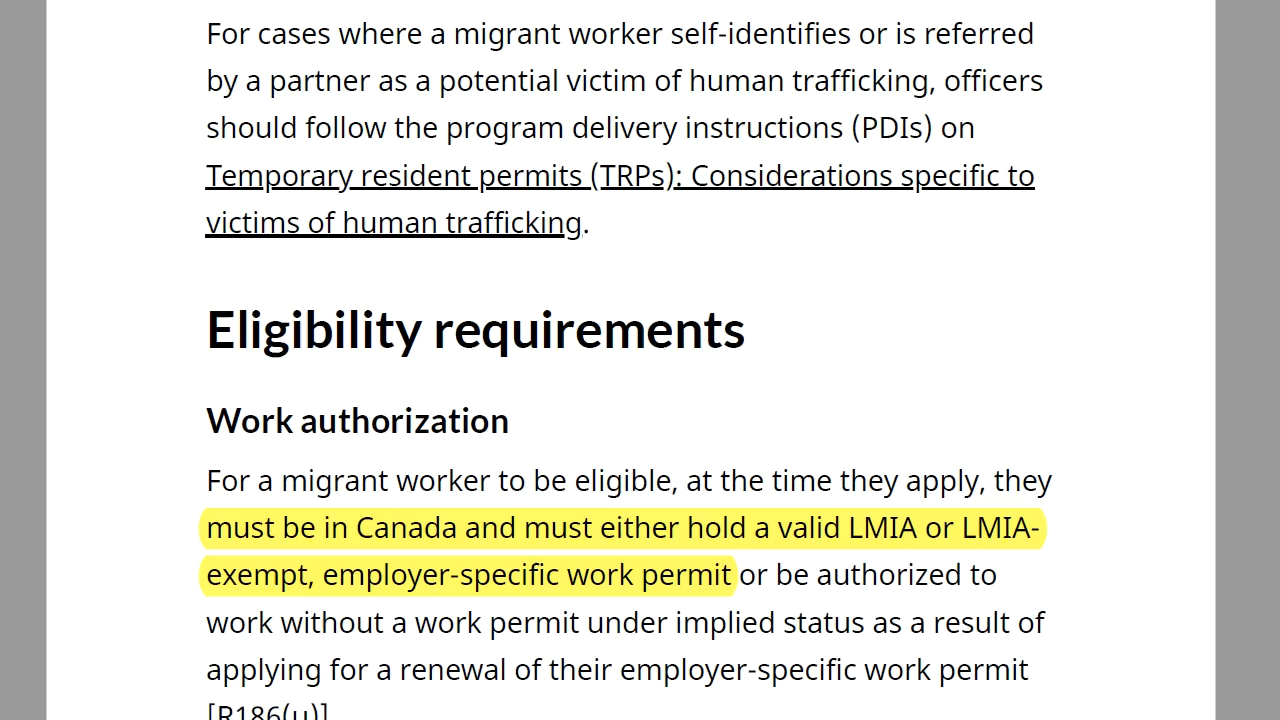 For cases where a migrant worker self-identifies or is referred
by a partner as a potential victim of human trafficking, officers
should follow the program delivery instructions (PDIs) on
Temporary resident permits (TRPs): Considerations specific to
victims of human trafficking.
Eligibility requirements
Work authorization
For a migrant worker to be eligible, at the time they apply, they
must be in Canada and must either hold a valid LMIA or LMIA-
exempt, employer-specific work permit or be authorized to
work without a work permit under implied status as a result of
applying for a renewal of their employer-specific work permit
[R186(u)]